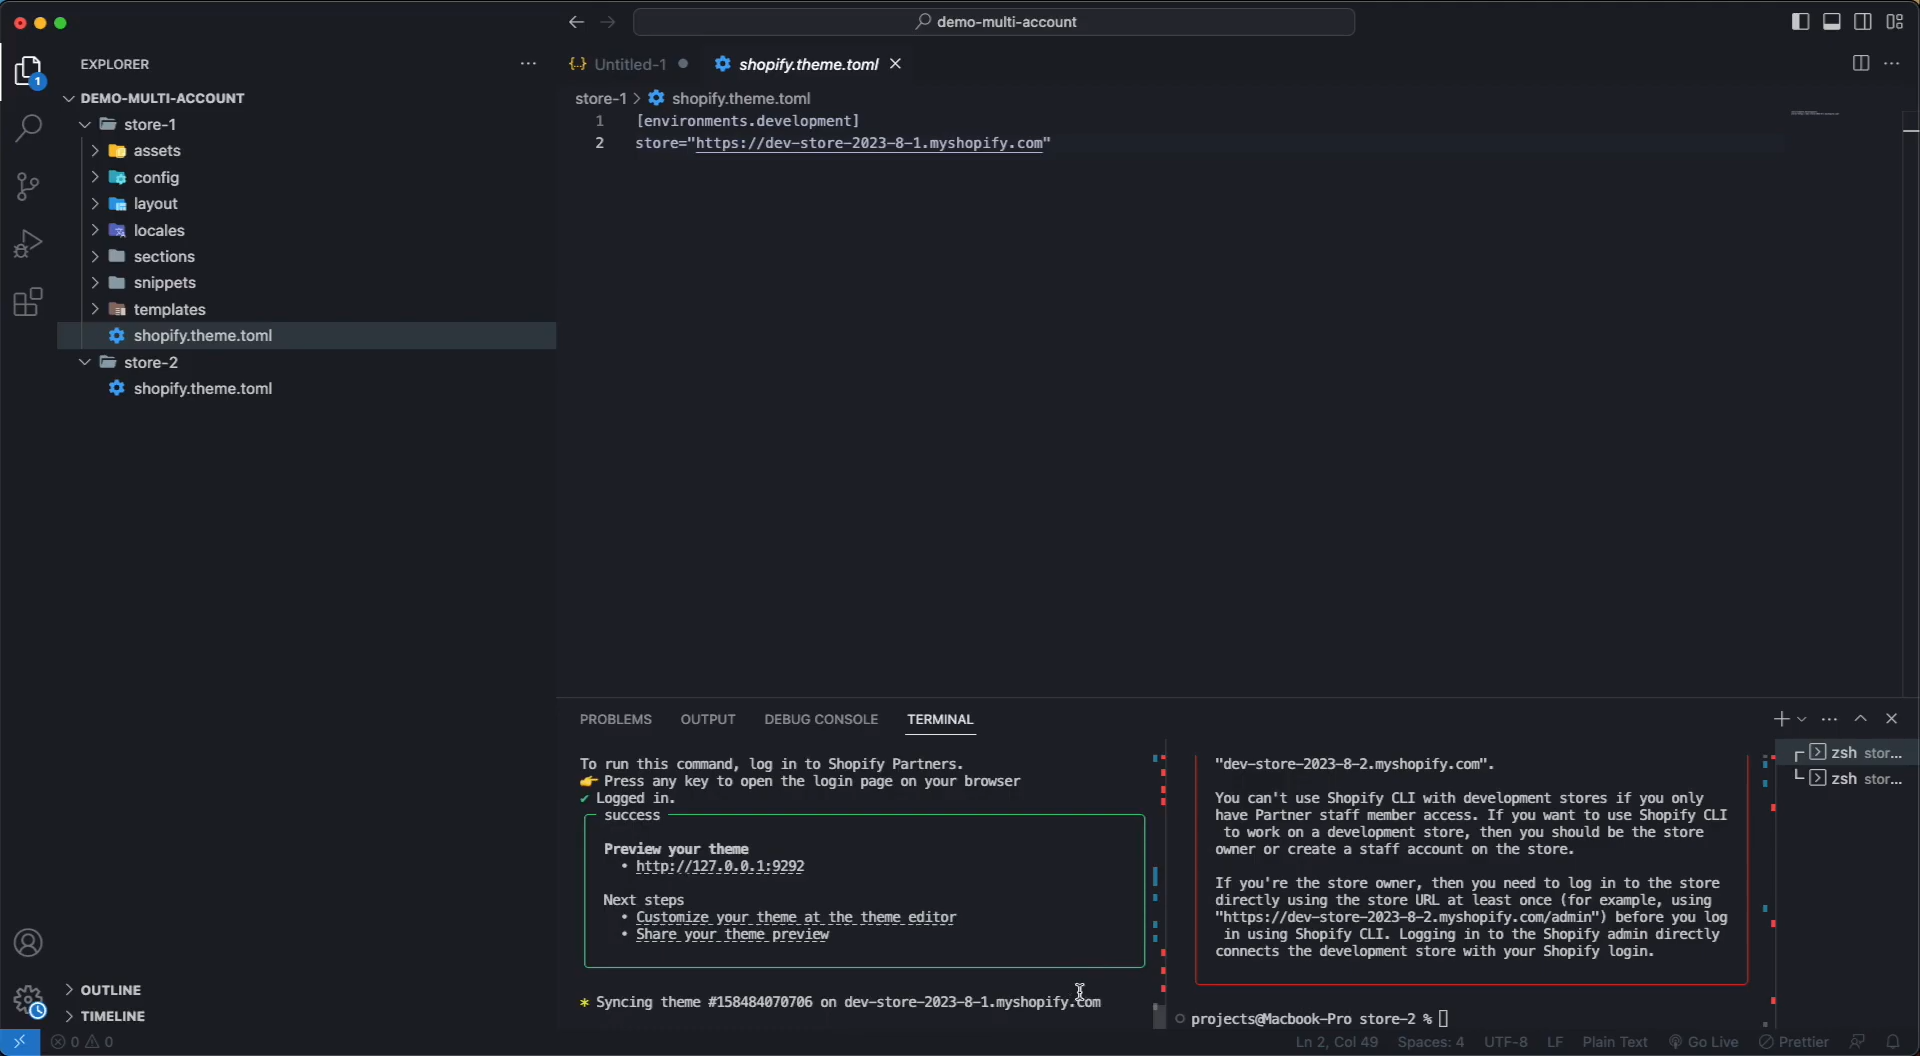 demo-multi-account
EXPLORER
1
DEMO-MULTI-ACCOUNT
store-1
assets
config
layout
locales
sections
snippets
templates
shopify.theme.toml
store-2
shopify.theme.toml
OUTLINE
TIMELINE
Untitled-1
shopify.theme.toml
store-1 > shopify.theme.toml
1 [environments.development]
2 store="https://dev-store-2023-8-1.myshopify.com"
PROBLEMS OUTPUT DEBUG CONSOLE TERMINAL
To run this command, log in to Shopify Partners.
👉 Press any key to open the login page on your browser
✔ Logged in.
success
Preview your theme
• http://127.0.0.1:9292
Next steps
• Customize your theme at the theme editor
• Share your theme preview
* Syncing theme #158484070706 on dev-store-2023-8-1.myshopify.com
"dev-store-2023-8-2.myshopify.com".
You can't use Shopify CLI with development stores if you only
have Partner staff member access. If you want to use Shopify CLI
to work on a development store, then you should be the store
owner or create a staff account on the store.
If you're the store owner, then you need to log in to the store
directly using the store URL at least once (for example, using
"https://dev-store-2023-8-2.myshopify.com/admin") before you log
in using Shopify CLI. Logging in to the Shopify admin directly
connects the development store with your Shopify login.
projects@Macbook-Pro store-2 %
zsh stor...
zsh stor...
0 0
Ln 2, Col 49 Spaces: 4 UTF-8 LF Plain Text Go Live Prettier